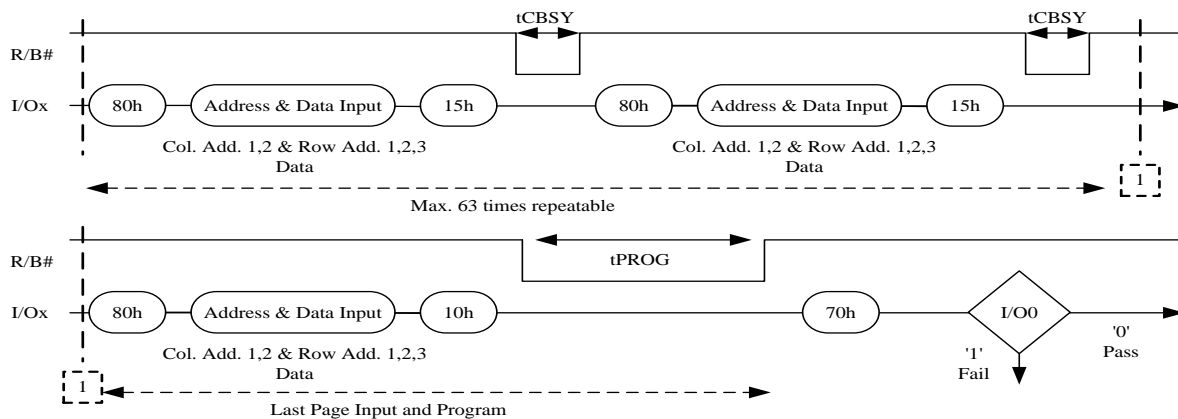 tCBSY tCBSY
R/B#
I/Ox 80h Address & Data Input 15h 80h Address & Data Input 15h
Col. Add. 1,2 & Row Add. 1,2,3 Col. Add. 1,2 & Row Add. 1,2,3
Data Data
1
Max. 63 times repeatable
R/B#
tPROG
I/Ox 80h Address & Data Input 10h 70h I/O0
'0'
Pass
Col. Add. 1,2 & Row Add. 1,2,3 '1'
Data Fail
1
Last Page Input and Program